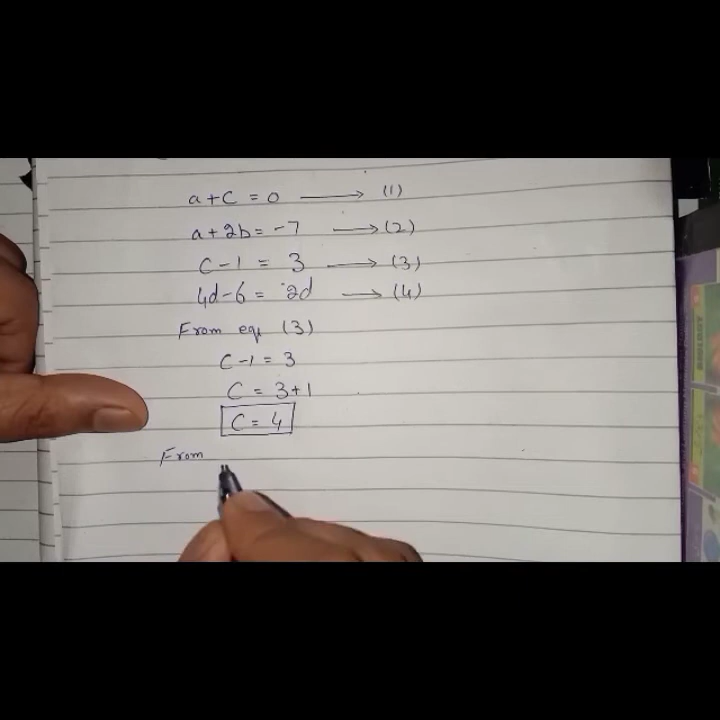 a+c = 0 ⟶ (1)
a+2b = -7 ⟶ (2)
c-1 = 3 ⟶ (3)
4d-6 = 2d ⟶ (4)
From eqn (3)
c-1 = 3
c = 3+1
c = 4
From